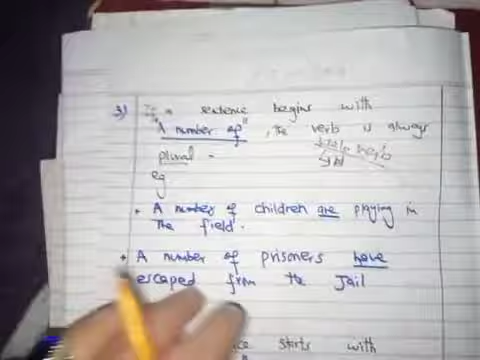 3) If a sentence begins with
"A number of", the verb is always
plural -
eg
• A number of children are playing in
the field.
• A number of prisoners have
escaped from the Jail
starts with